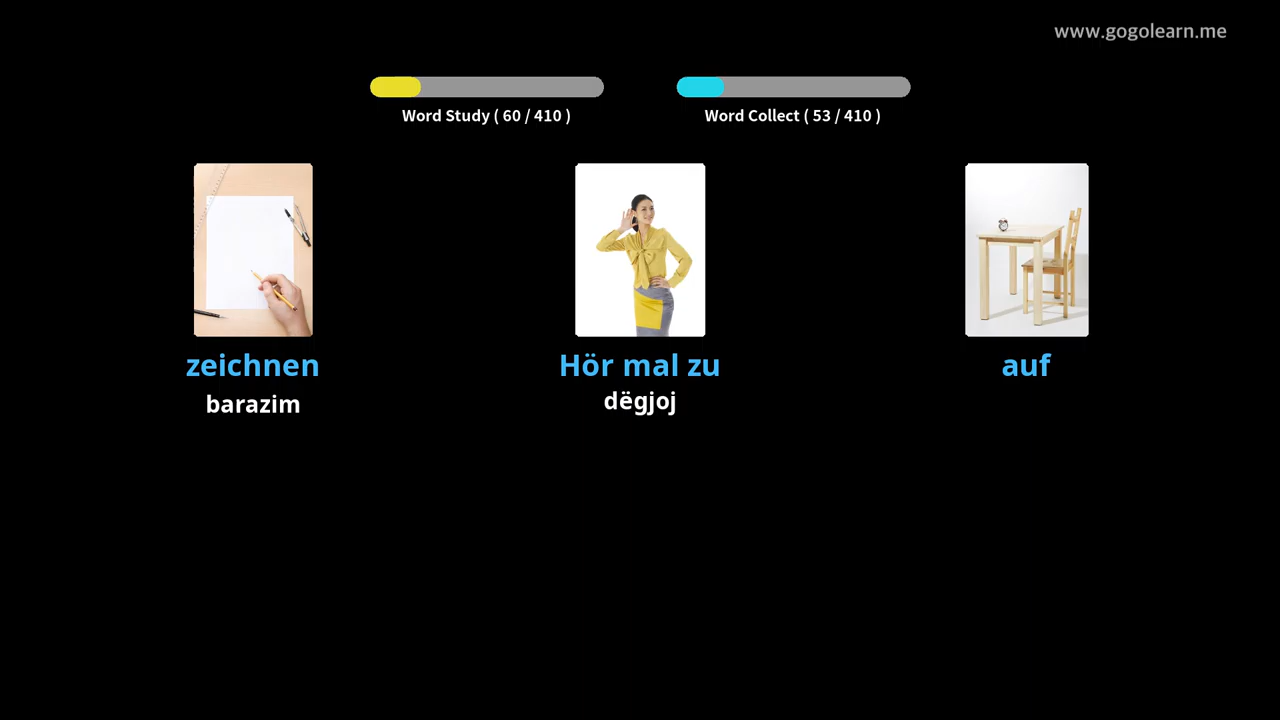 www.gogolearn.me
Word Study ( 60 / 410 )
Word Collect ( 53 / 410 )
zeichnen
barazim
Hör mal zu
dëgjoj
auf